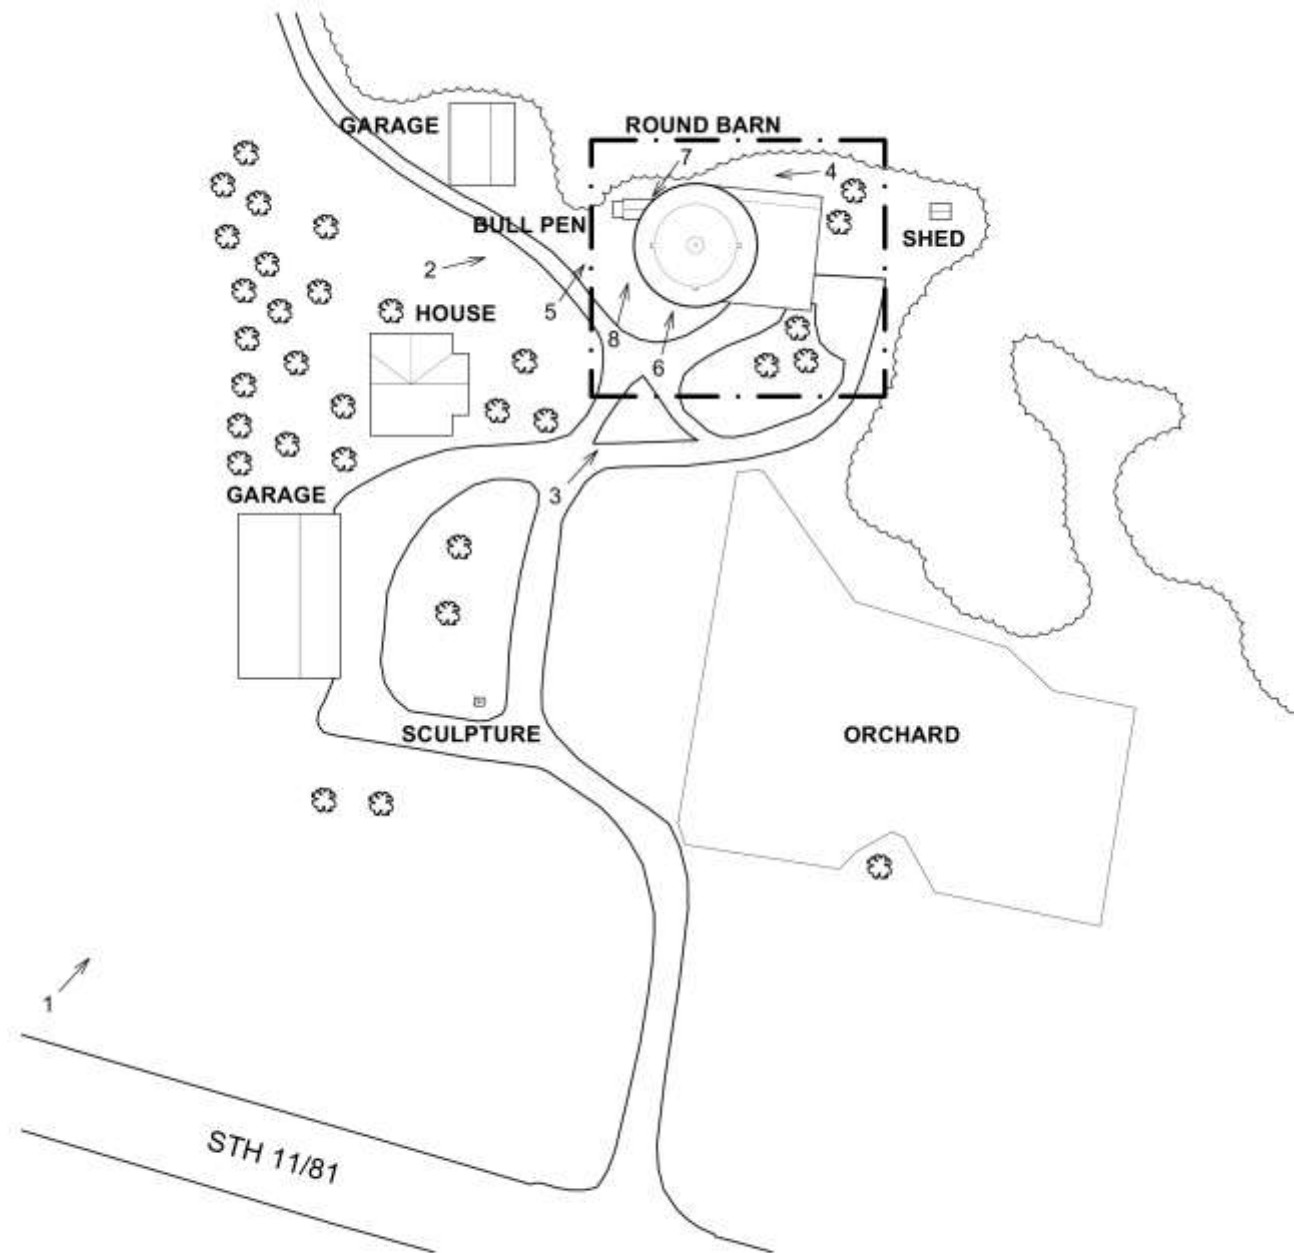 GARAGE
ROUND BARN
7
4
BULL PEN
SHED
2
5
HOUSE
8
6
GARAGE
3
SCULPTURE
ORCHARD
1
STH 11/81